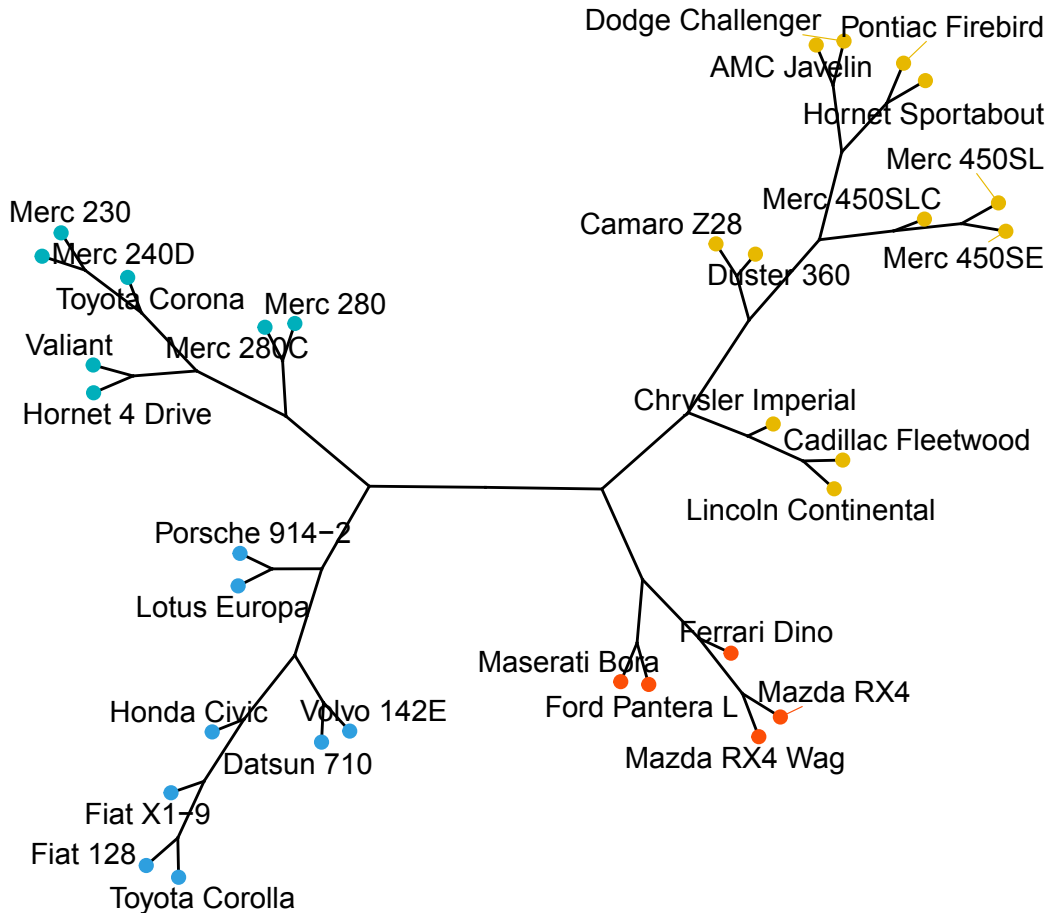 Dodge Challenger
Pontiac Firebird
AMC Javelin
Hornet Sportabout
Merc 450SL
Merc 450SLC
Merc 230
Camaro Z28
Merc 240D
Merc 450SE
Duster 360
Toyota Corona
Merc 280
Valiant
Merc 280C
Chrysler Imperial
Hornet 4 Drive
Cadillac Fleetwood
Lincoln Continental
Porsche 914−2
Lotus Europa
Ferrari Dino
Maserati Bora
Mazda RX4
Honda Civic
Volvo 142E
Ford Pantera L
Mazda RX4 Wag
Datsun 710
Fiat X1−9
Fiat 128
Toyota Corolla